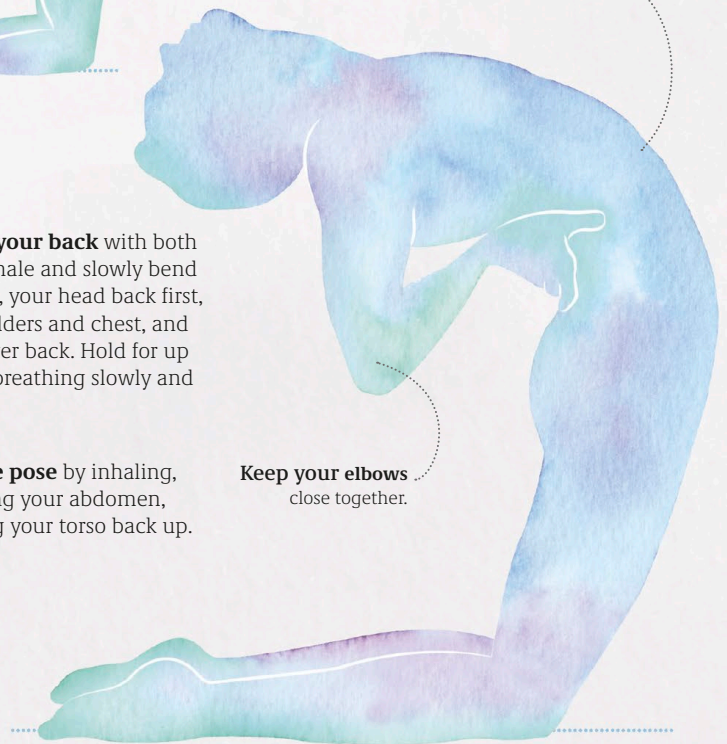 your back with both
hale and slowly bend
, your head back first,
lders and chest, and
er back. Hold for up
breathing slowly and
e pose by inhaling,
ng your abdomen,
g your torso back up.
Keep your elbows
close together.